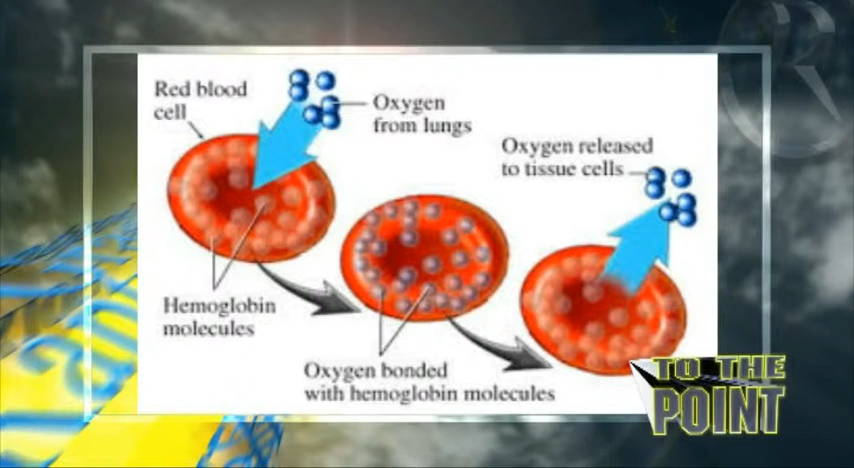 Red blood
cell
Oxygen
from lungs
Oxygen released
to tissue cells
Hemoglobin
molecules
Oxygen bonded
with hemoglobin molecules
TO THE
POINT